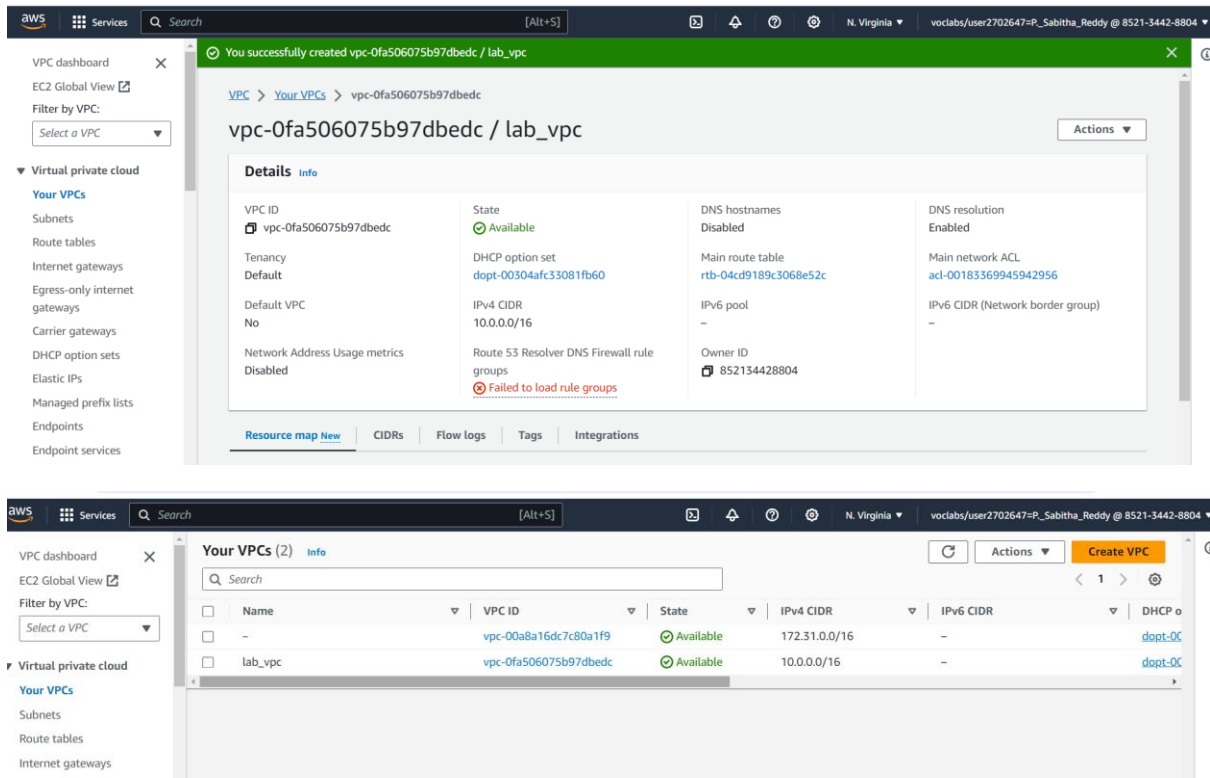 aws Services Search [Alt+S] N. Virginia voclabs/user2702647=P._Sabitha_Reddy @ 8521-3442-8804
VPC dashboard
EC2 Global View
Filter by VPC:
Select a VPC
Virtual private cloud
Your VPCs
Subnets
Route tables
Internet gateways
Egress-only internet
gateways
Carrier gateways
DHCP option sets
Elastic IPs
Managed prefix lists
Endpoints
Endpoint services
You successfully created vpc-0fa506075b97dbedc / lab_vpc
VPC > Your VPCs > vpc-0fa506075b97dbedc
vpc-0fa506075b97dbedc / lab_vpc Actions
Details Info
VPC ID
vpc-0fa506075b97dbedc
State
Available
DNS hostnames
Disabled
DNS resolution
Enabled
Tenancy
Default
DHCP option set
dopt-00304afc33081fb60
Main route table
rtb-04cd9189c3068e52c
Main network ACL
acl-00183369945942956
Default VPC
No
IPv4 CIDR
10.0.0.0/16
IPv6 pool
–
IPv6 CIDR (Network border group)
–
Network Address Usage metrics
Disabled
Route 53 Resolver DNS Firewall rule
groups
Failed to load rule groups
Owner ID
852134428804
Resource map New CIDRs Flow logs Tags Integrations
aws Services Search [Alt+S] N. Virginia voclabs/user2702647=P._Sabitha_Reddy @ 8521-3442-8804
VPC dashboard
EC2 Global View
Filter by VPC:
Select a VPC
Virtual private cloud
Your VPCs
Subnets
Route tables
Internet gateways
Your VPCs (2) Info Actions Create VPC
Search 1
Name VPC ID State IPv4 CIDR IPv6 CIDR DHCP o
– vpc-00a8a16dc7c80a1f9 Available 172.31.0.0/16 – dopt-00
lab_vpc vpc-0fa506075b97dbedc Available 10.0.0.0/16 – dopt-00